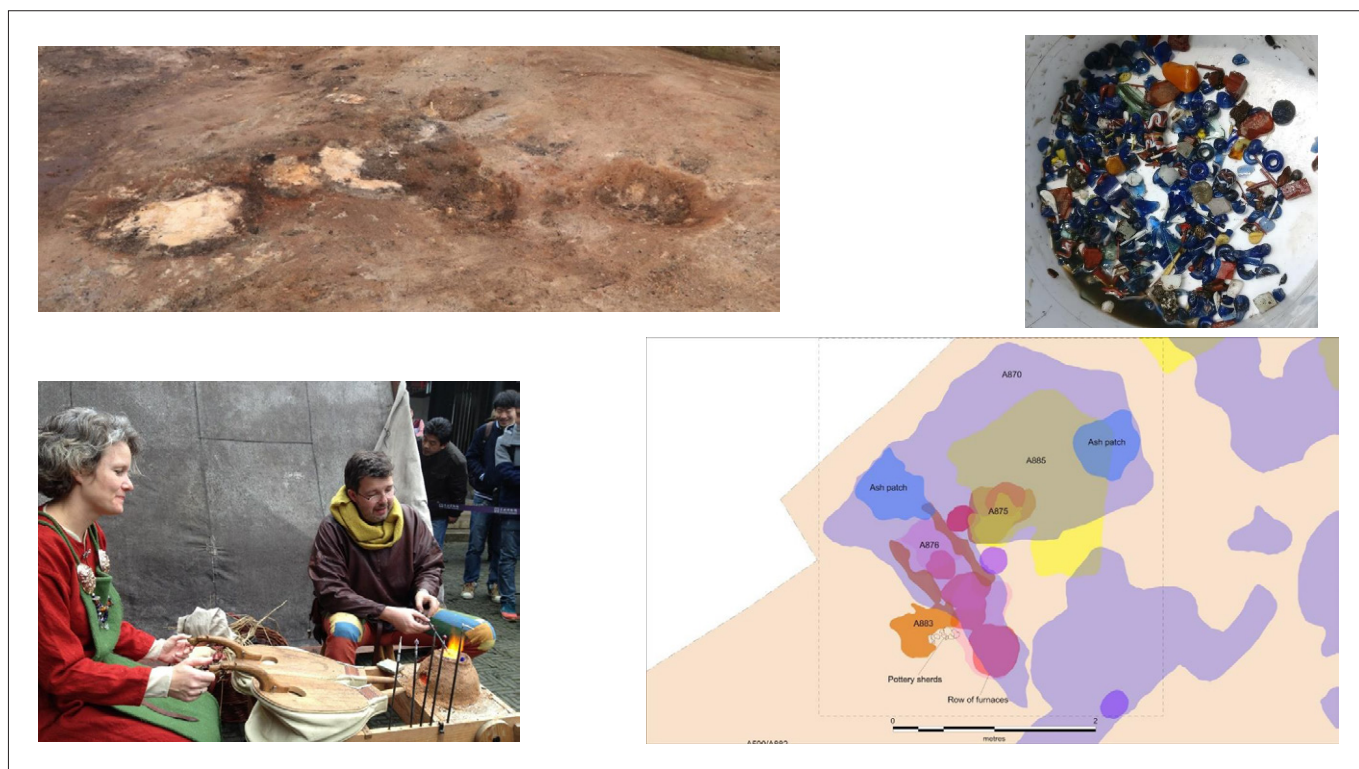 A870
Ash patch
A885
Ash patch
A875
A876
A883
Pottery sherds
Row of furnaces
0
2
metres